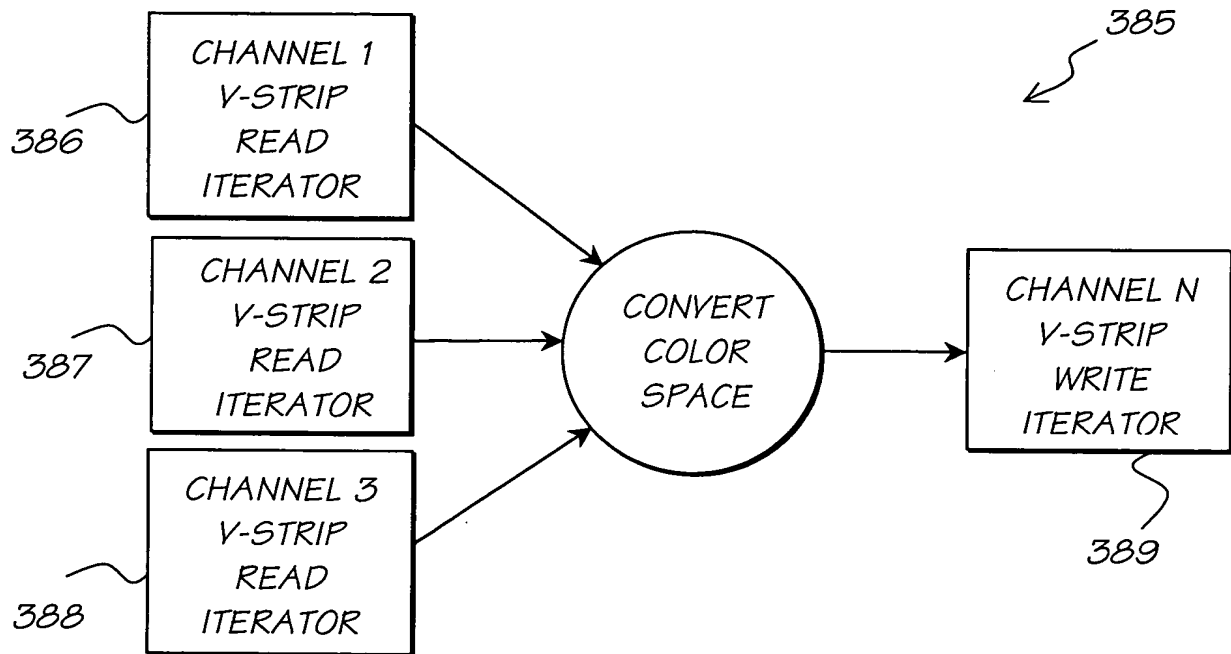 385
CHANNEL 1
V-STRIP
READ
ITERATOR
386
CHANNEL 2
V-STRIP
READ
ITERATOR
387
CHANNEL 3
V-STRIP
READ
ITERATOR
388
CONVERT
COLOR
SPACE
CHANNEL N
V-STRIP
WRITE
ITERATOR
389